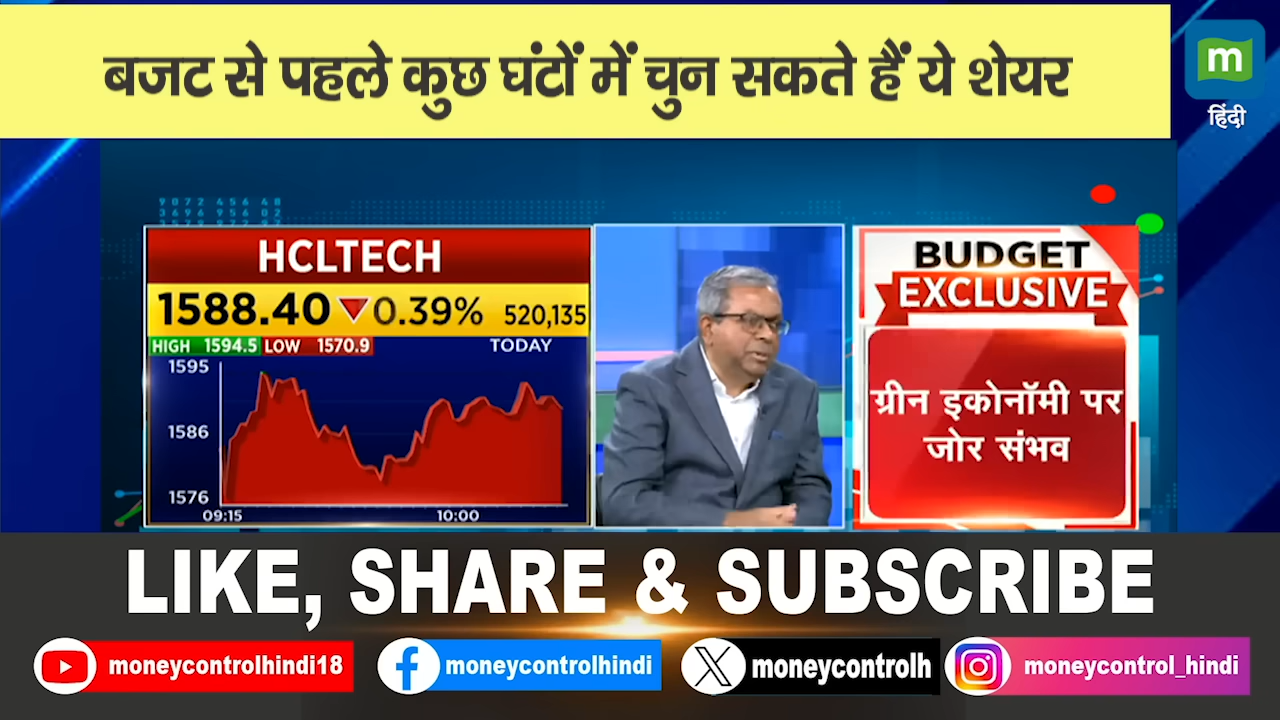 बजट से पहले कुछ घंटों में चुन सकते हैं ये शेयर
m
हिंदी
HCLTECH
1588.40 0.39% 520,135
HIGH 1594.5 LOW 1570.9 TODAY
1595
1586
1576
09:15 10:00
BUDGET
EXCLUSIVE
ग्रीन इकोनॉमी पर
जोर संभव
LIKE, SHARE & SUBSCRIBE
moneycontrolhindi18 moneycontrolhindi moneycontrolh moneycontrol_hindi